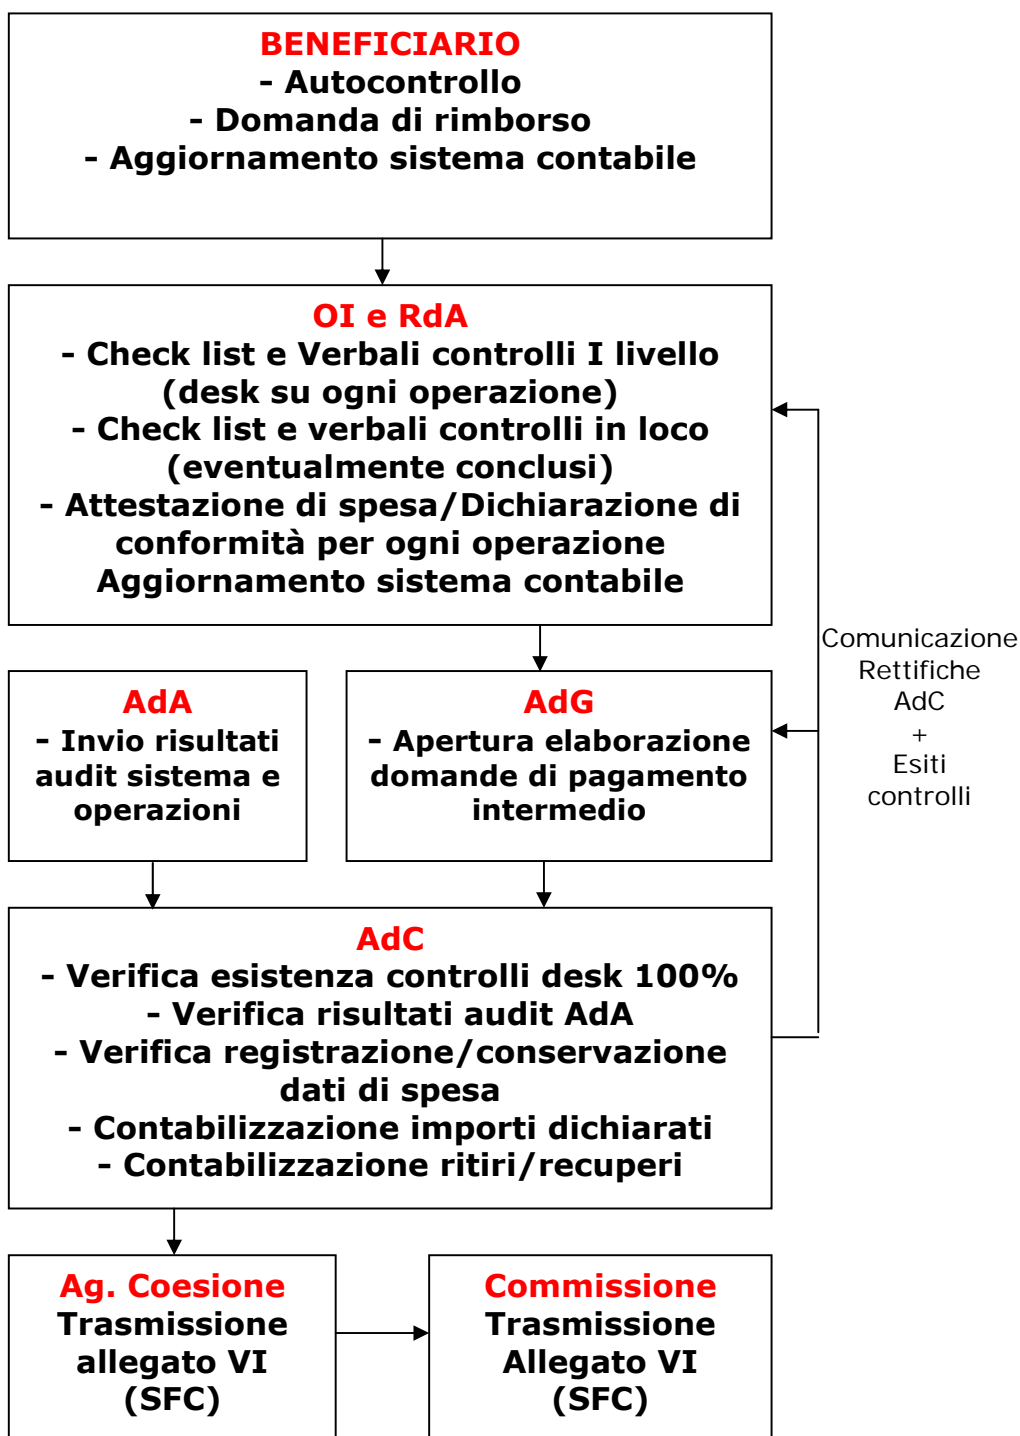 BENEFICIARIO
- Autocontrollo
- Domanda di rimborso
- Aggiornamento sistema contabile
OI e RdA
- Check list e Verbali controlli I livello
(desk su ogni operazione)
- Check list e verbali controlli in loco
(eventualmente conclusi)
- Attestazione di spesa/Dichiarazione di
conformità per ogni operazione
Aggiornamento sistema contabile
Comunicazione
Rettifiche
AdC
+
Esiti
controlli
AdA
- Invio risultati
audit sistema e
operazioni
AdG
- Apertura elaborazione
domande di pagamento
intermedio
AdC
- Verifica esistenza controlli desk 100%
- Verifica risultati audit AdA
- Verifica registrazione/conservazione
dati di spesa
- Contabilizzazione importi dichiarati
- Contabilizzazione ritiri/recuperi
Ag. Coesione
Trasmissione
allegato VI
(SFC)
Commissione
Trasmissione
Allegato VI
(SFC)